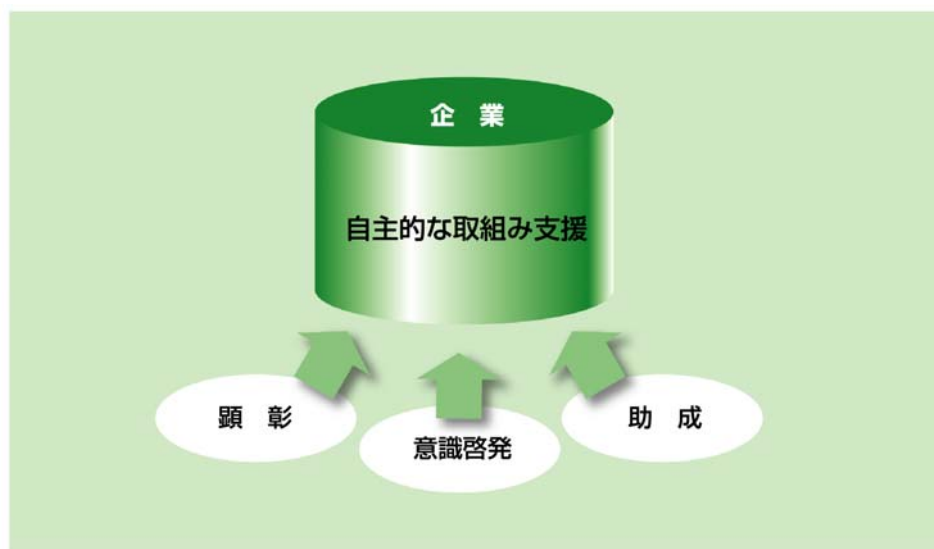 企 業
自主的な取組み支援
顕 彰
意識啓発
助 成